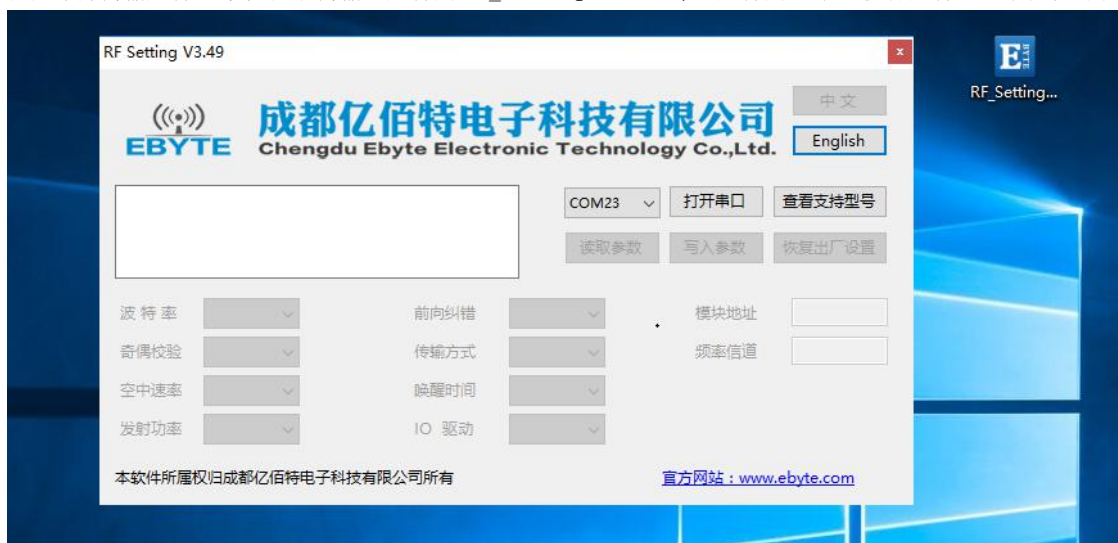 RF Setting V3.49
x
EBYTE
成都亿佰特电子科技有限公司
Chengdu Ebyte Electronic Technology Co.,Ltd.
中 文
English
COM23
打开串口
查看支持型号
读取参数
写入参数
恢复出厂设置
波 特 率
前向纠错
模块地址
奇偶校验
传输方式
频率信道
空中速率
唤醒时间
发射功率
IO 驱动
本软件所属权归成都亿佰特电子科技有限公司所有
官方网站：www.ebyte.com
E BYTE
RF_Setting...